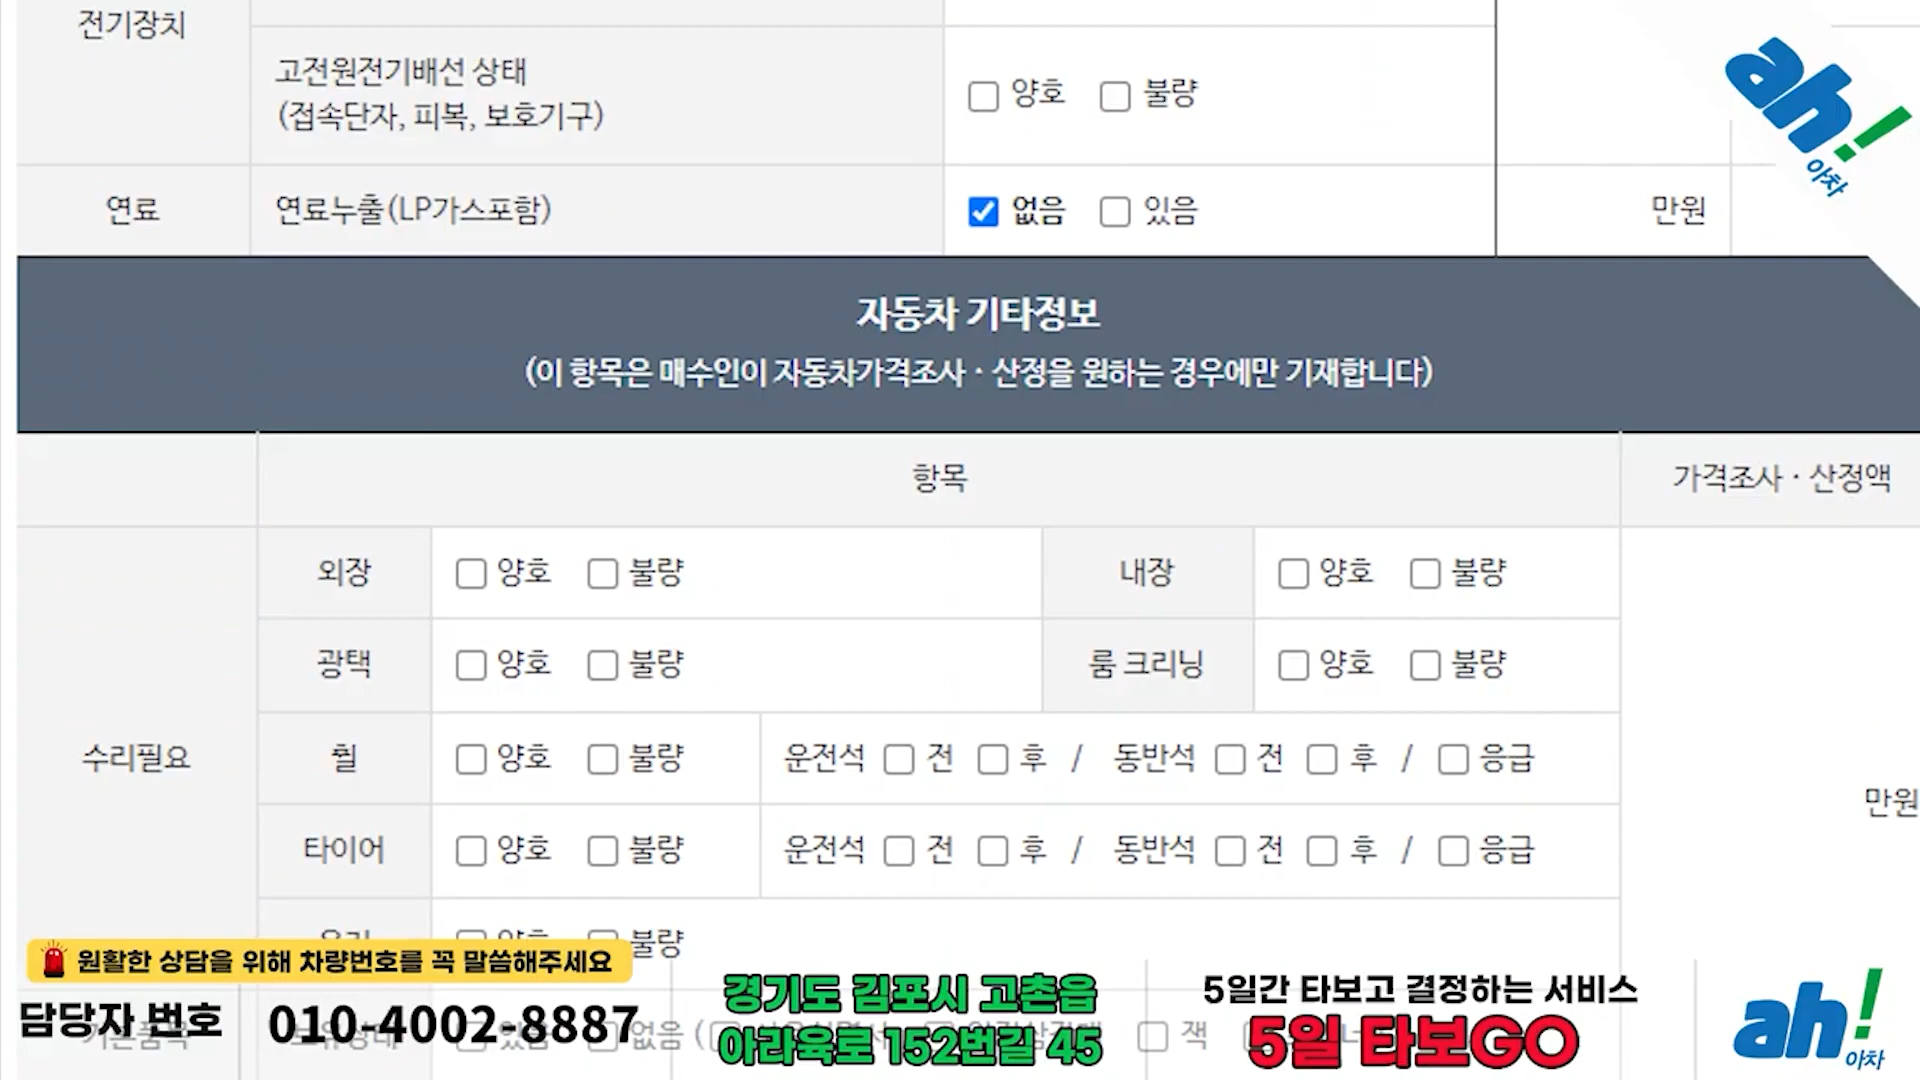 전기장치
고전원전기배선 상태
(접속단자, 피복, 보호기구)
양호 불량
연료 연료누출(LP가스포함) 없음 있음 만원
ah!
아차
자동차 기타정보
(이 항목은 매수인이 자동차가격조사 · 산정을 원하는 경우에만 기재합니다)
항목 가격조사 · 산정액
수리필요
외장 양호 불량 내장 양호 불량
광택 양호 불량 룸 크리닝 양호 불량
휠 양호 불량 운전석 전 후 / 동반석 전 후 / 응급
타이어 양호 불량 운전석 전 후 / 동반석 전 후 / 응급
만원
불량
원활한 상담을 위해 차량번호를 꼭 말씀해주세요
담당자 번호 010-4002-8887
없음 (
잭
경기도 김포시 고촌읍
아라육로 152번길 45
5일간 타보고 결정하는 서비스
5일 타보GO
ah!
아차